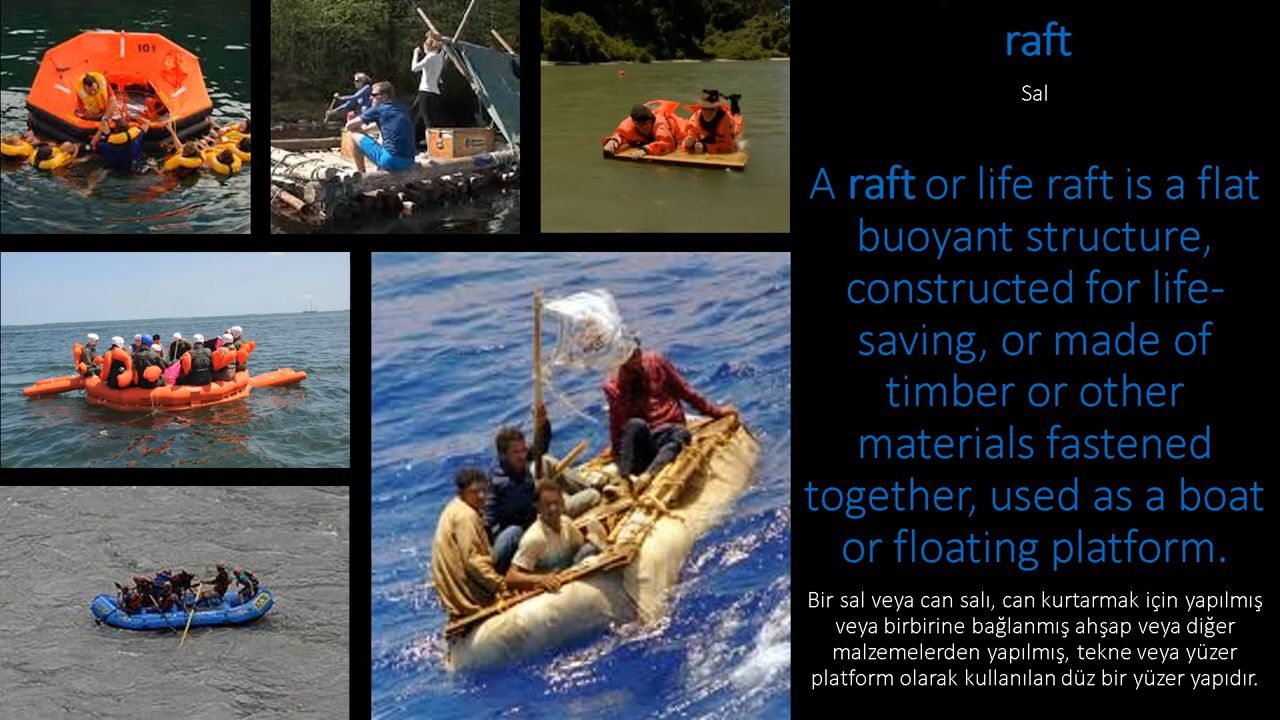 101
raft
Sal
A raft or life raft is a flat
buoyant structure,
constructed for life-
saving, or made of
timber or other
materials fastened
together, used as a boat
or floating platform.
Bir sal veya can salı, can kurtarmak için yapılmış
veya birbirine bağlanmış ahşap veya diğer
malzemelerden yapılmış, tekne veya yüzer
platform olarak kullanılan düz bir yüzer yapıdır.